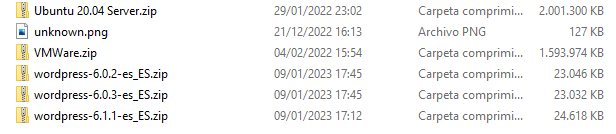 Ubuntu 20.04 Server.zip 29/01/2022 23:02 Carpeta comprimi... 2.001.300 KB
unknown.png 21/12/2022 16:13 Archivo PNG 127 KB
VMWare.zip 04/02/2022 15:54 Carpeta comprimi... 1.593.974 KB
wordpress-6.0.2-es_ES.zip 09/01/2023 17:45 Carpeta comprimi... 23.046 KB
wordpress-6.0.3-es_ES.zip 09/01/2023 17:45 Carpeta comprimi... 23.032 KB
wordpress-6.1.1-es_ES.zip 09/01/2023 17:12 Carpeta comprimi... 24.618 KB